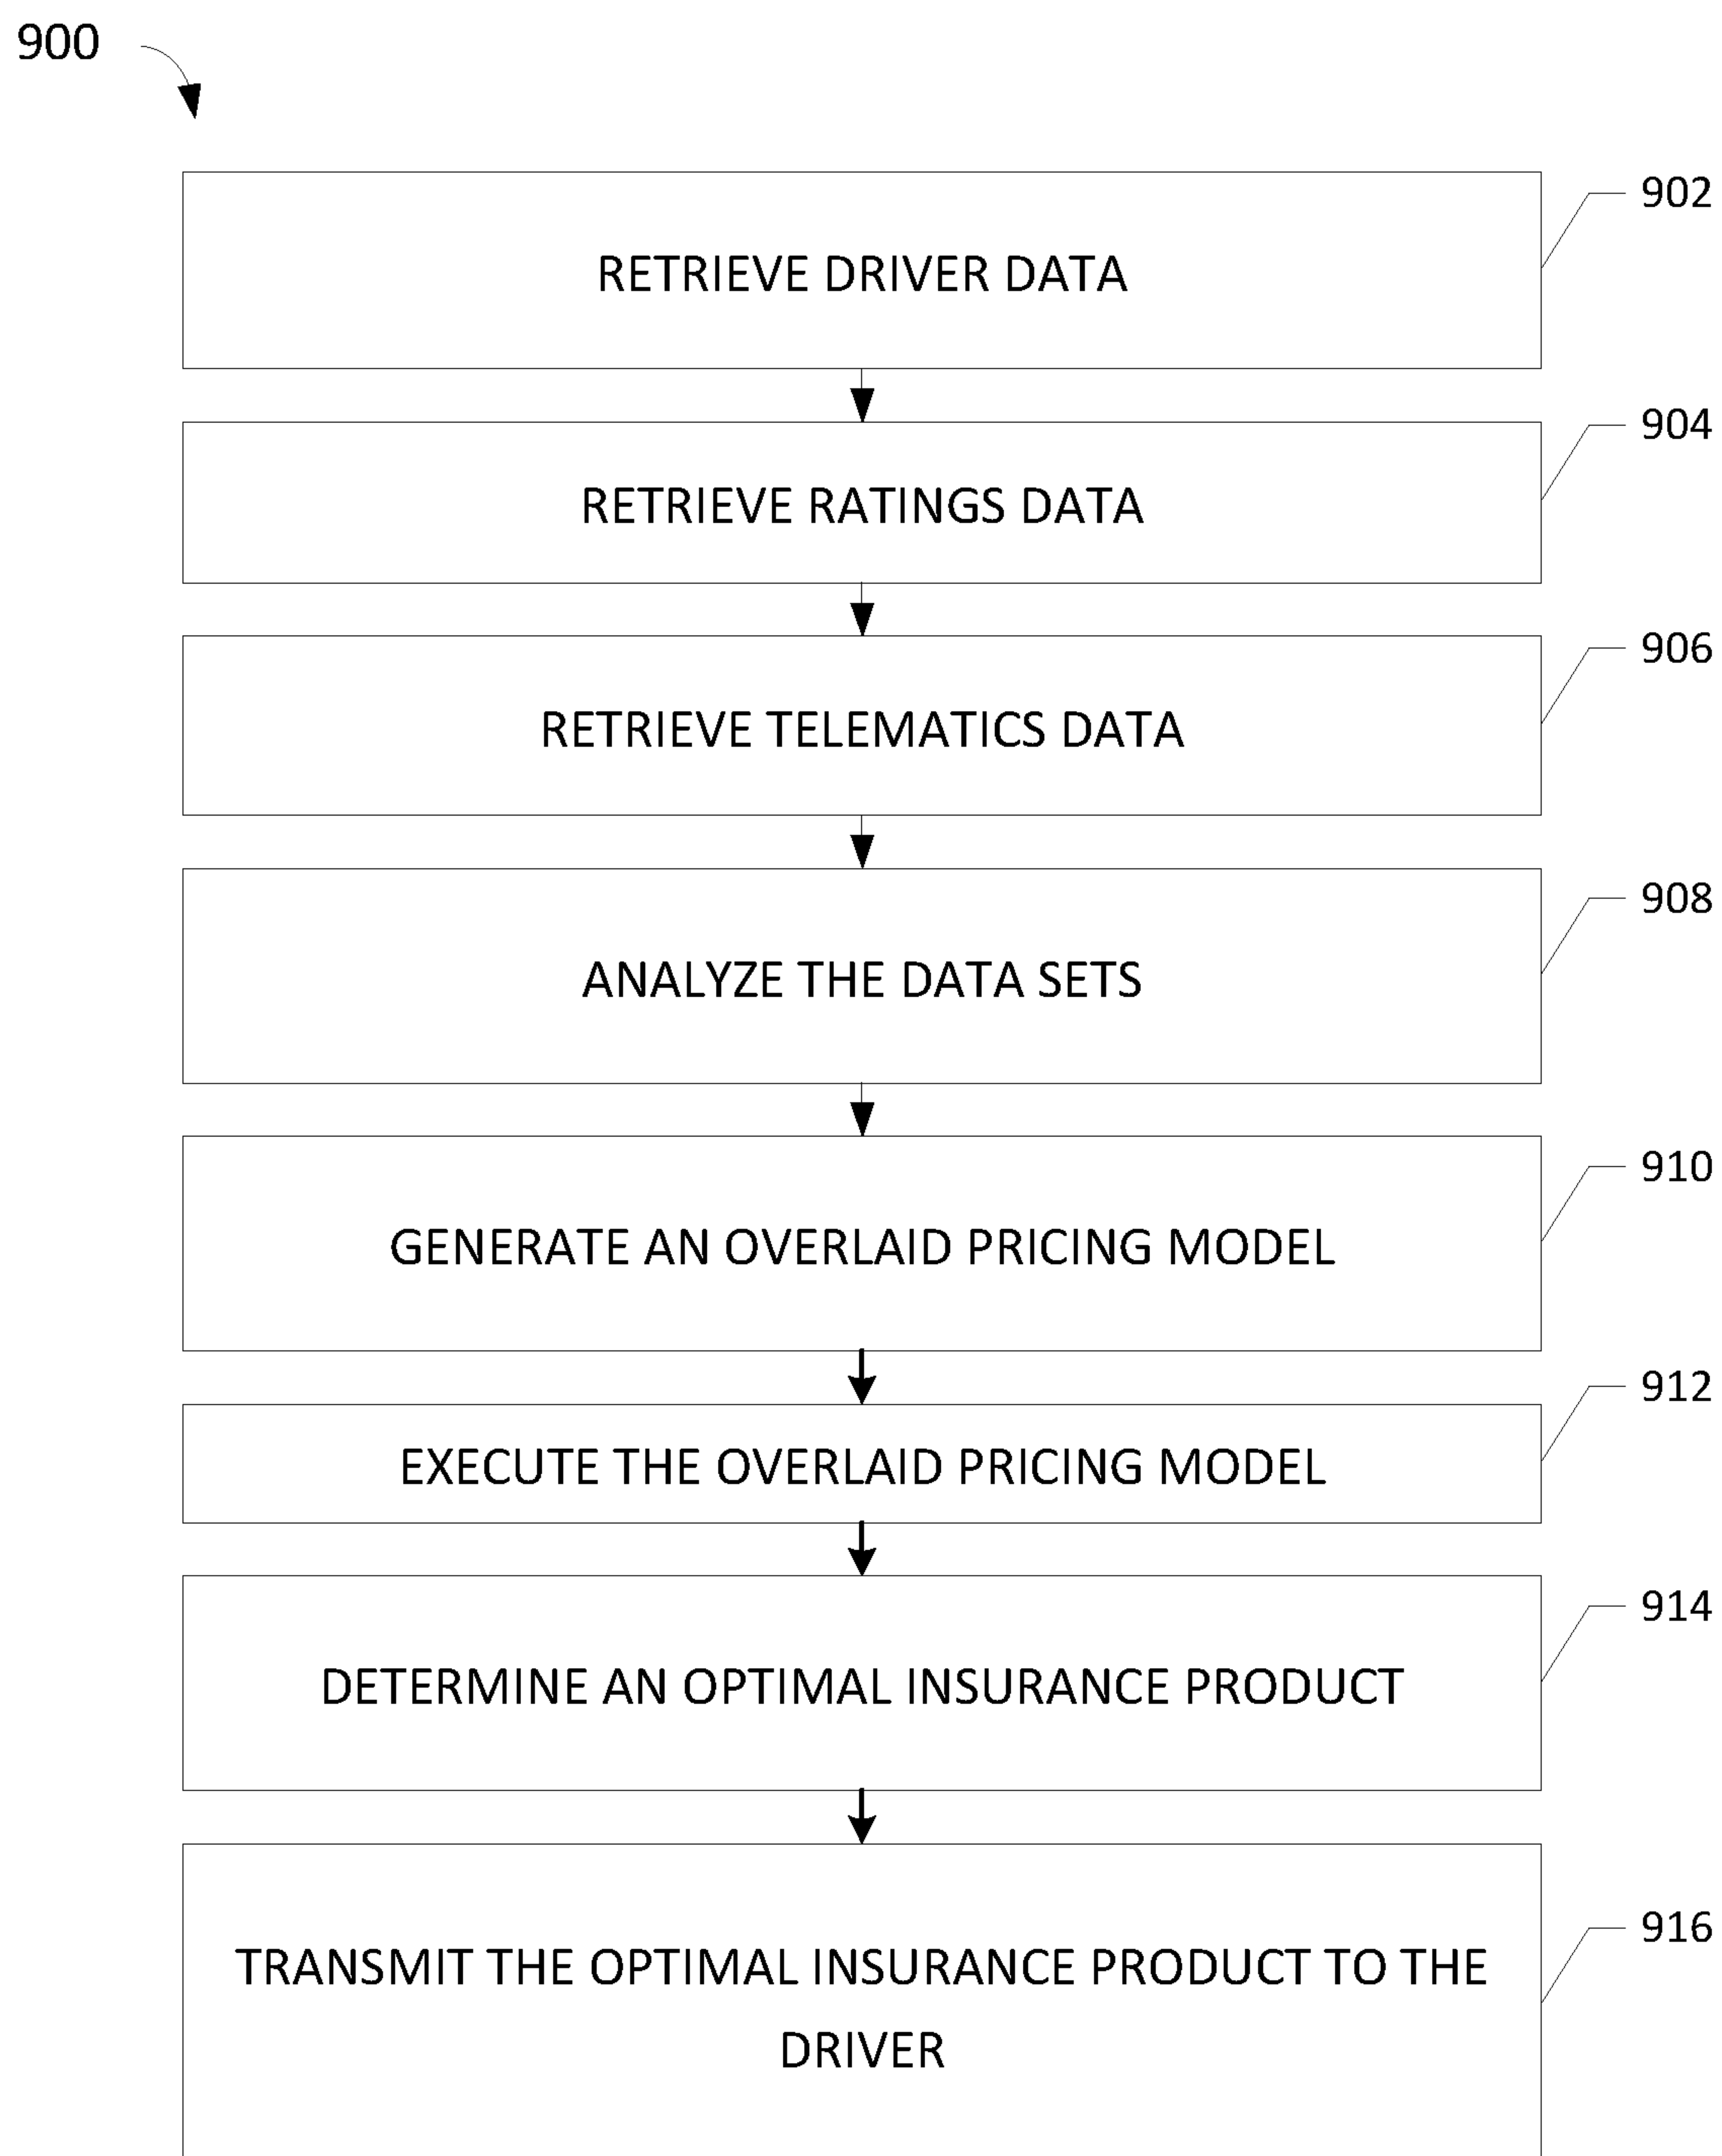 900
902
RETRIEVE DRIVER DATA
904
RETRIEVE RATINGS DATA
906
RETRIEVE TELEMATICS DATA
908
ANALYZE THE DATA SETS
910
GENERATE AN OVERLAID PRICING MODEL
912
EXECUTE THE OVERLAID PRICING MODEL
914
DETERMINE AN OPTIMAL INSURANCE PRODUCT
916
TRANSMIT THE OPTIMAL INSURANCE PRODUCT TO THE
DRIVER